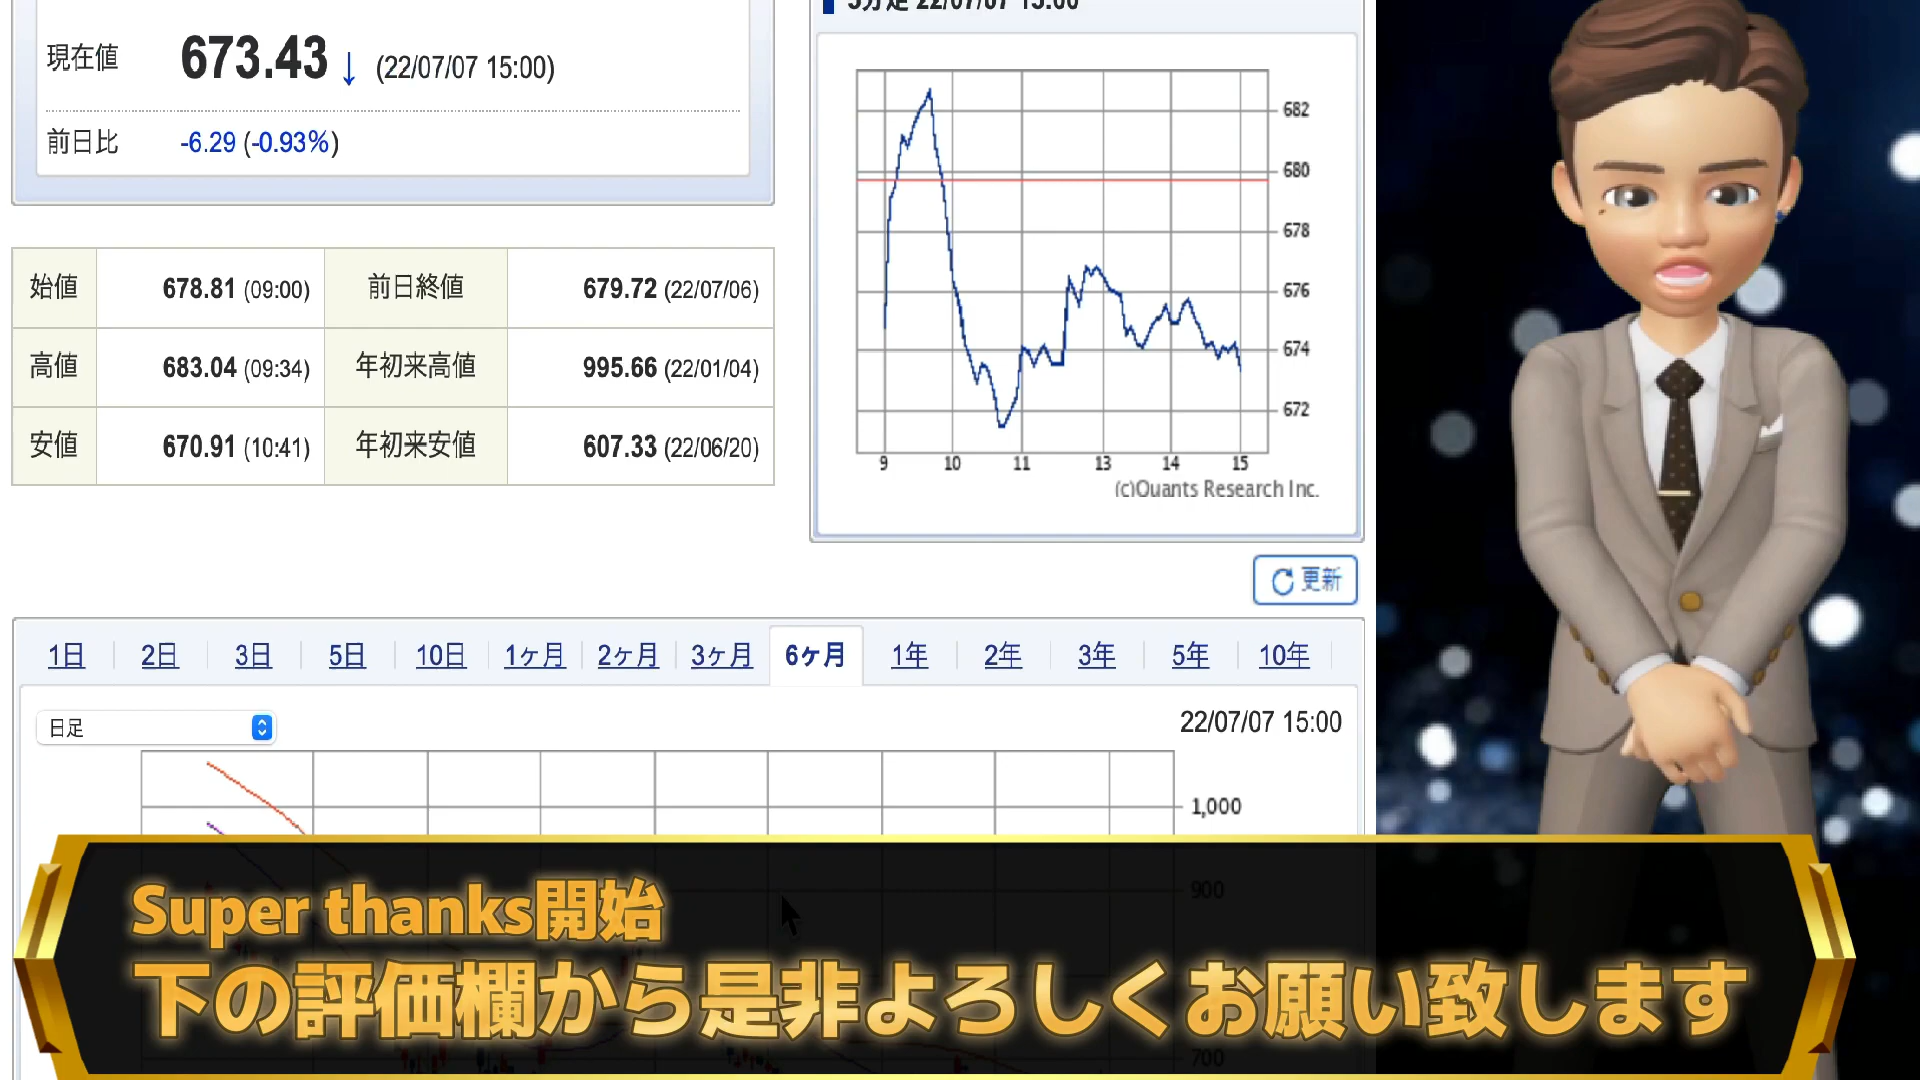 現在値 673.43 ↓ (22/07/07 15:00)
前日比 -6.29 (-0.93%)
始値 678.81 (09:00) 前日終値 679.72 (22/07/06)
高値 683.04 (09:34) 年初来高値 995.66 (22/01/04)
安値 670.91 (10:41) 年初来安値 607.33 (22/06/20)
5分足 22/07/07 15:00
682
680
678
676
674
672
9 10 11 13 14 15
(c)Quants Research Inc.
更新
1日 2日 3日 5日 10日 1ヶ月 2ヶ月 3ヶ月 6ヶ月 1年 2年 3年 5年 10年
日足
22/07/07 15:00
1,000
900
Super thanks開始
下の評価欄から是非よろしくお願い致します
700